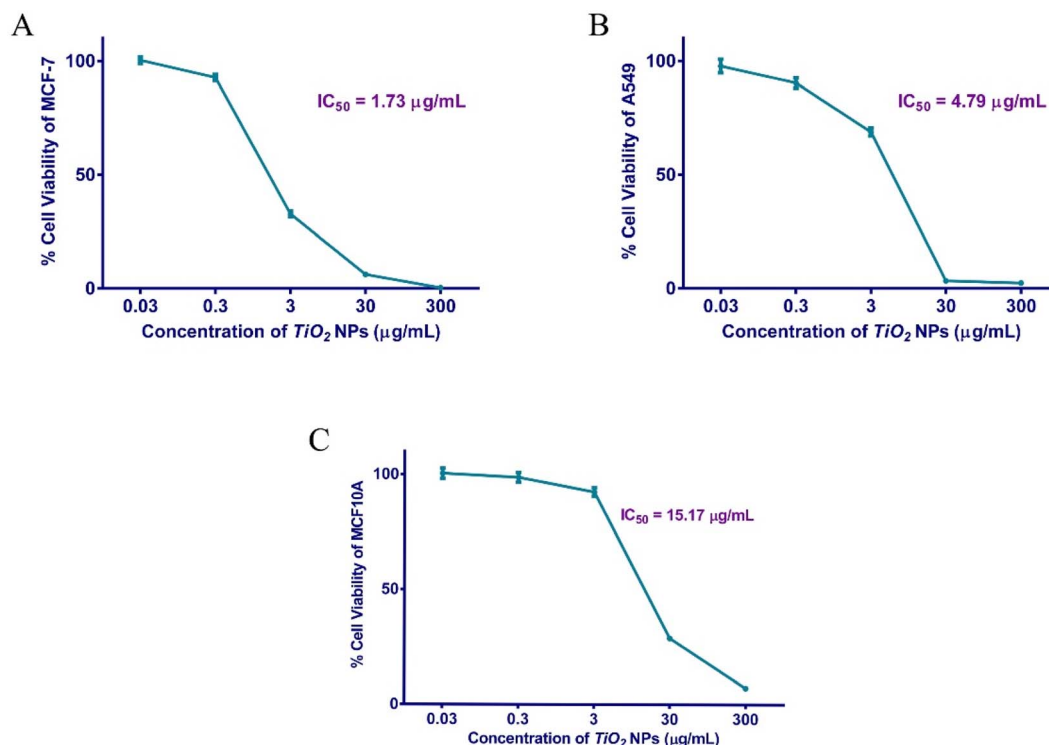 A
% Cell Viability of MCF-7
100
50
0
IC₅₀ = 1.73 µg/mL
0.03 0.3 3 30 300
Concentration of TiO₂ NPs (µg/mL)
B
% Cell Viability of A549
100
50
0
IC₅₀ = 4.79 µg/mL
0.03 0.3 3 30 300
Concentration of TiO₂ NPs (µg/mL)
C
% Cell Viability of MCF10A
100
50
0
IC₅₀ = 15.17 µg/mL
0.03 0.3 3 30 300
Concentration of TiO₂ NPs (µg/mL)